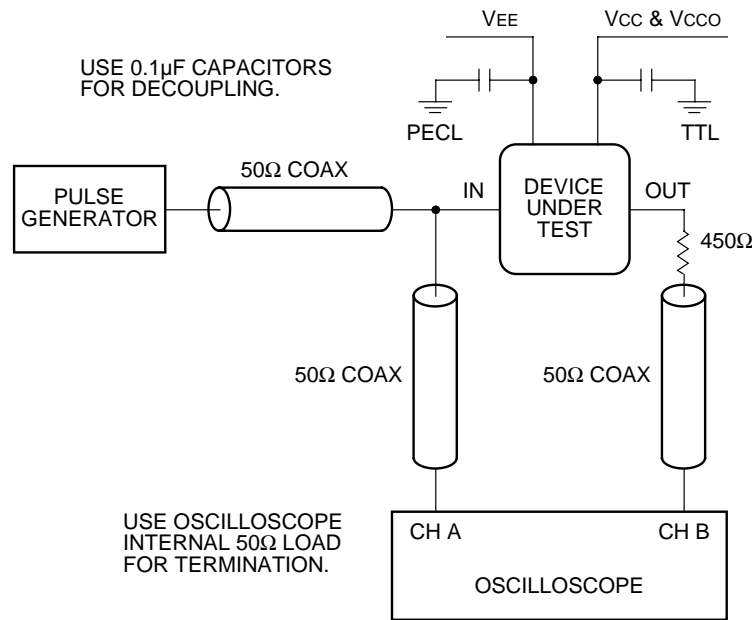 VEE
VCC & VCCO
USE 0.1µF CAPACITORS
FOR DECOUPLING.
PECL
TTL
50Ω COAX
PULSE
GENERATOR
IN
DEVICE
UNDER
TEST
OUT
450Ω
50Ω COAX
50Ω COAX
USE OSCILLOSCOPE
INTERNAL 50Ω LOAD
FOR TERMINATION.
CH A
CH B
OSCILLOSCOPE